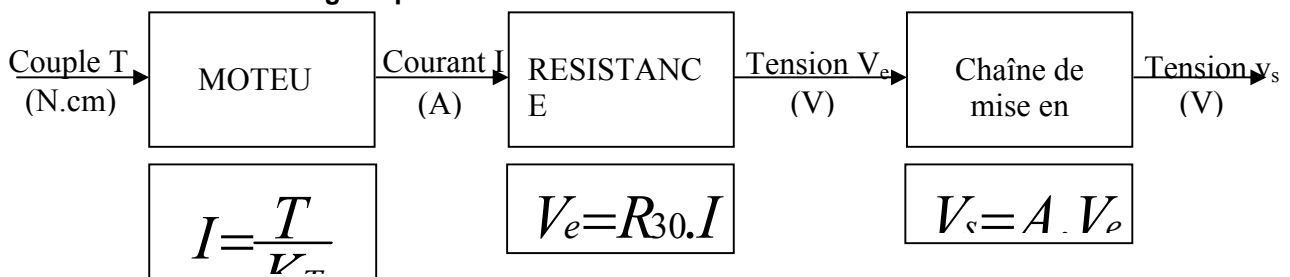 Couple T
(N.cm)
MOTEU
Courant I
(A)
RESISTANC
E
Tension Ve
(V)
Chaîne de
mise en
Tension vs
(V)
I=T/KT
Ve=R30.I
Vs=A.Ve